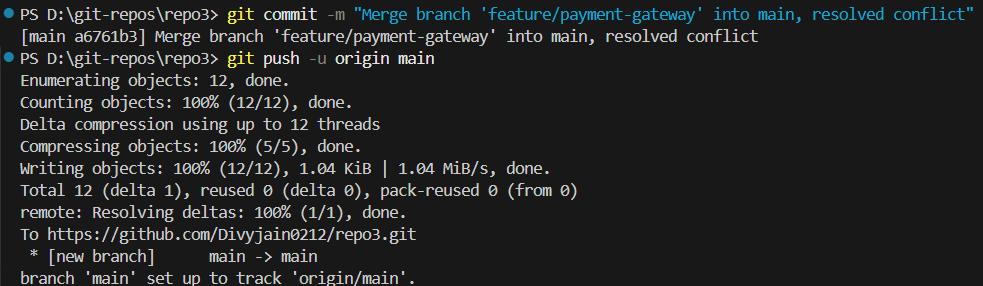 PS D:\git-repos\repo3> git commit -m "Merge branch 'feature/payment-gateway' into main, resolved conflict"
[main a6761b3] Merge branch 'feature/payment-gateway' into main, resolved conflict
PS D:\git-repos\repo3> git push -u origin main
Enumerating objects: 12, done.
Counting objects: 100% (12/12), done.
Delta compression using up to 12 threads
Compressing objects: 100% (5/5), done.
Writing objects: 100% (12/12), 1.04 KiB | 1.04 MiB/s, done.
Total 12 (delta 1), reused 0 (delta 0), pack-reused 0 (from 0)
remote: Resolving deltas: 100% (1/1), done.
To https://github.com/Divyjain0212/repo3.git
 * [new branch]      main -> main
branch 'main' set up to track 'origin/main'.